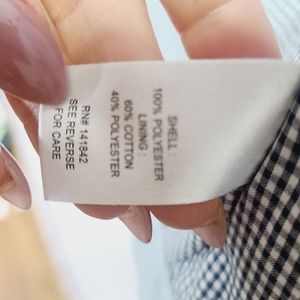 SHELL :
100% POLYESTER
LINING :
60% COTTON
40% POLYESTER
RN# 141842
SEE REVERSE
FOR CARE